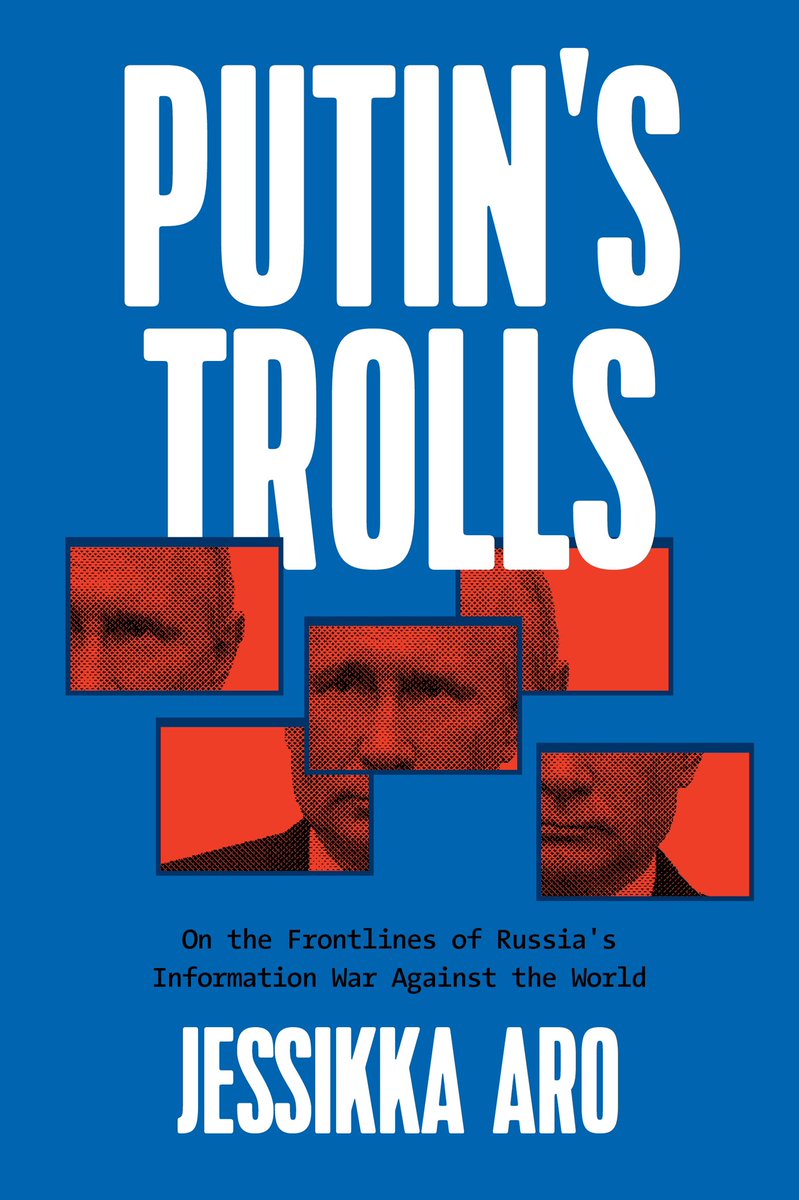 PUTIN'S
TROLLS
On the Frontlines of Russia's
Information War Against the World
JESSIKKA ARO